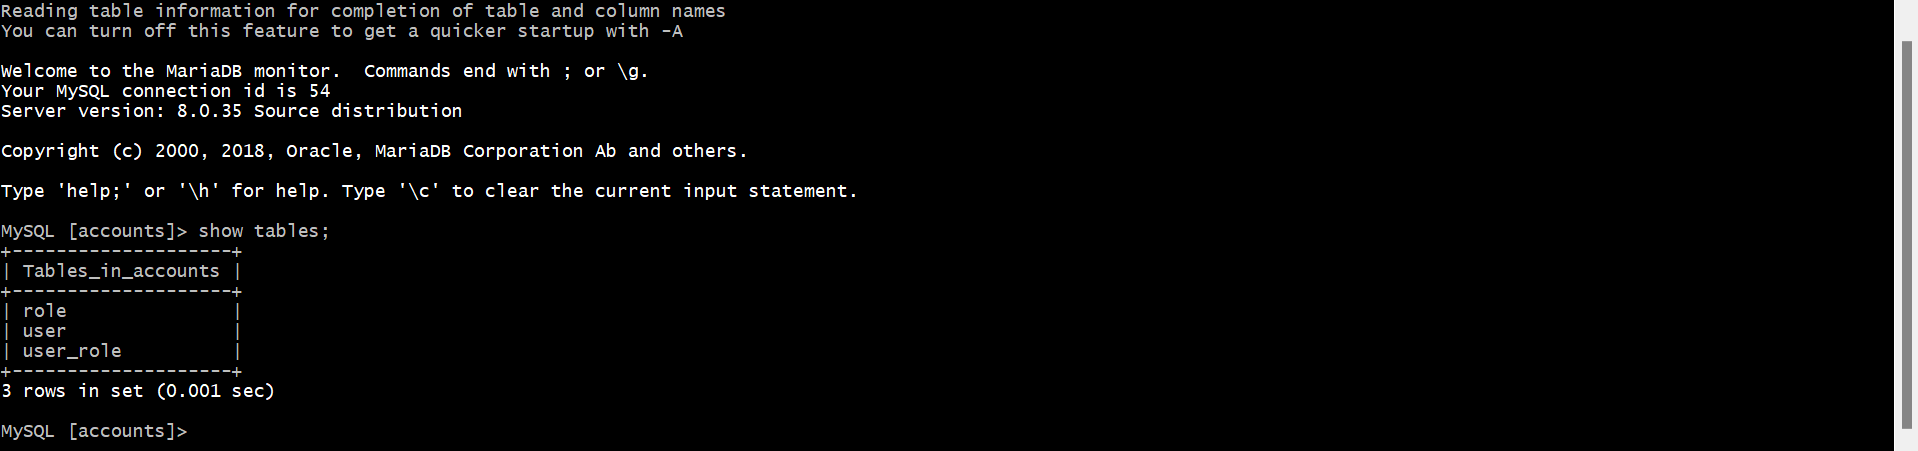 Reading table information for completion of table and column names
You can turn off this feature to get a quicker startup with -A
Welcome to the MariaDB monitor.  Commands end with ; or \g.
Your MySQL connection id is 54
Server version: 8.0.35 Source distribution
Copyright (c) 2000, 2018, Oracle, MariaDB Corporation Ab and others.
Type 'help;' or '\h' for help. Type '\c' to clear the current input statement.
MySQL [accounts]> show tables;
+--------------------+
| Tables_in_accounts |
+--------------------+
| role               |
| user               |
| user_role          |
+--------------------+
3 rows in set (0.001 sec)
MySQL [accounts]>